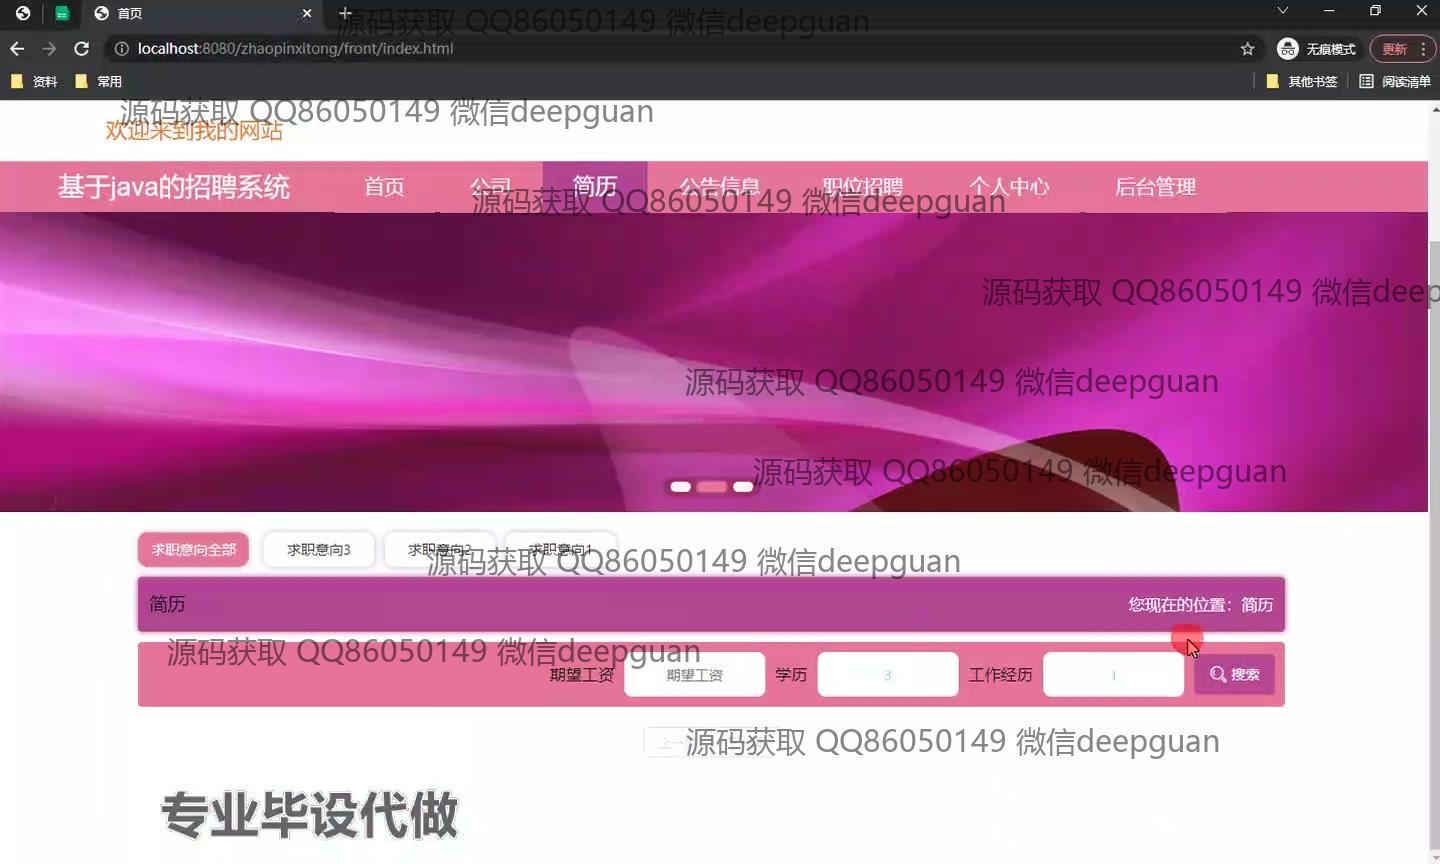 首页
源码获取 QQ86050149 微信deepguan
localhost:8080/zhaopinxitong/front/index.html
无痕模式
更新
资料
常用
其他书签
阅读清单
源码获取 QQ86050149 微信deepguan
欢迎来到我的网站
基于java的招聘系统
首页
公司
简历
公告信息
职位招聘
个人中心
后台管理
源码获取 QQ86050149 微信deepguan
源码获取 QQ86050149 微信deep
源码获取 QQ86050149 微信deepguan
源码获取 QQ86050149 微信deepguan
求职意向全部
求职意向3
求职意向2
求职意向1
源码获取 QQ86050149 微信deepguan
简历
您现在的位置：简历
源码获取 QQ86050149 微信deepguan
期望工资
期望工资
学历
3
工作经历
搜索
源码获取 QQ86050149 微信deepguan
专业毕设代做